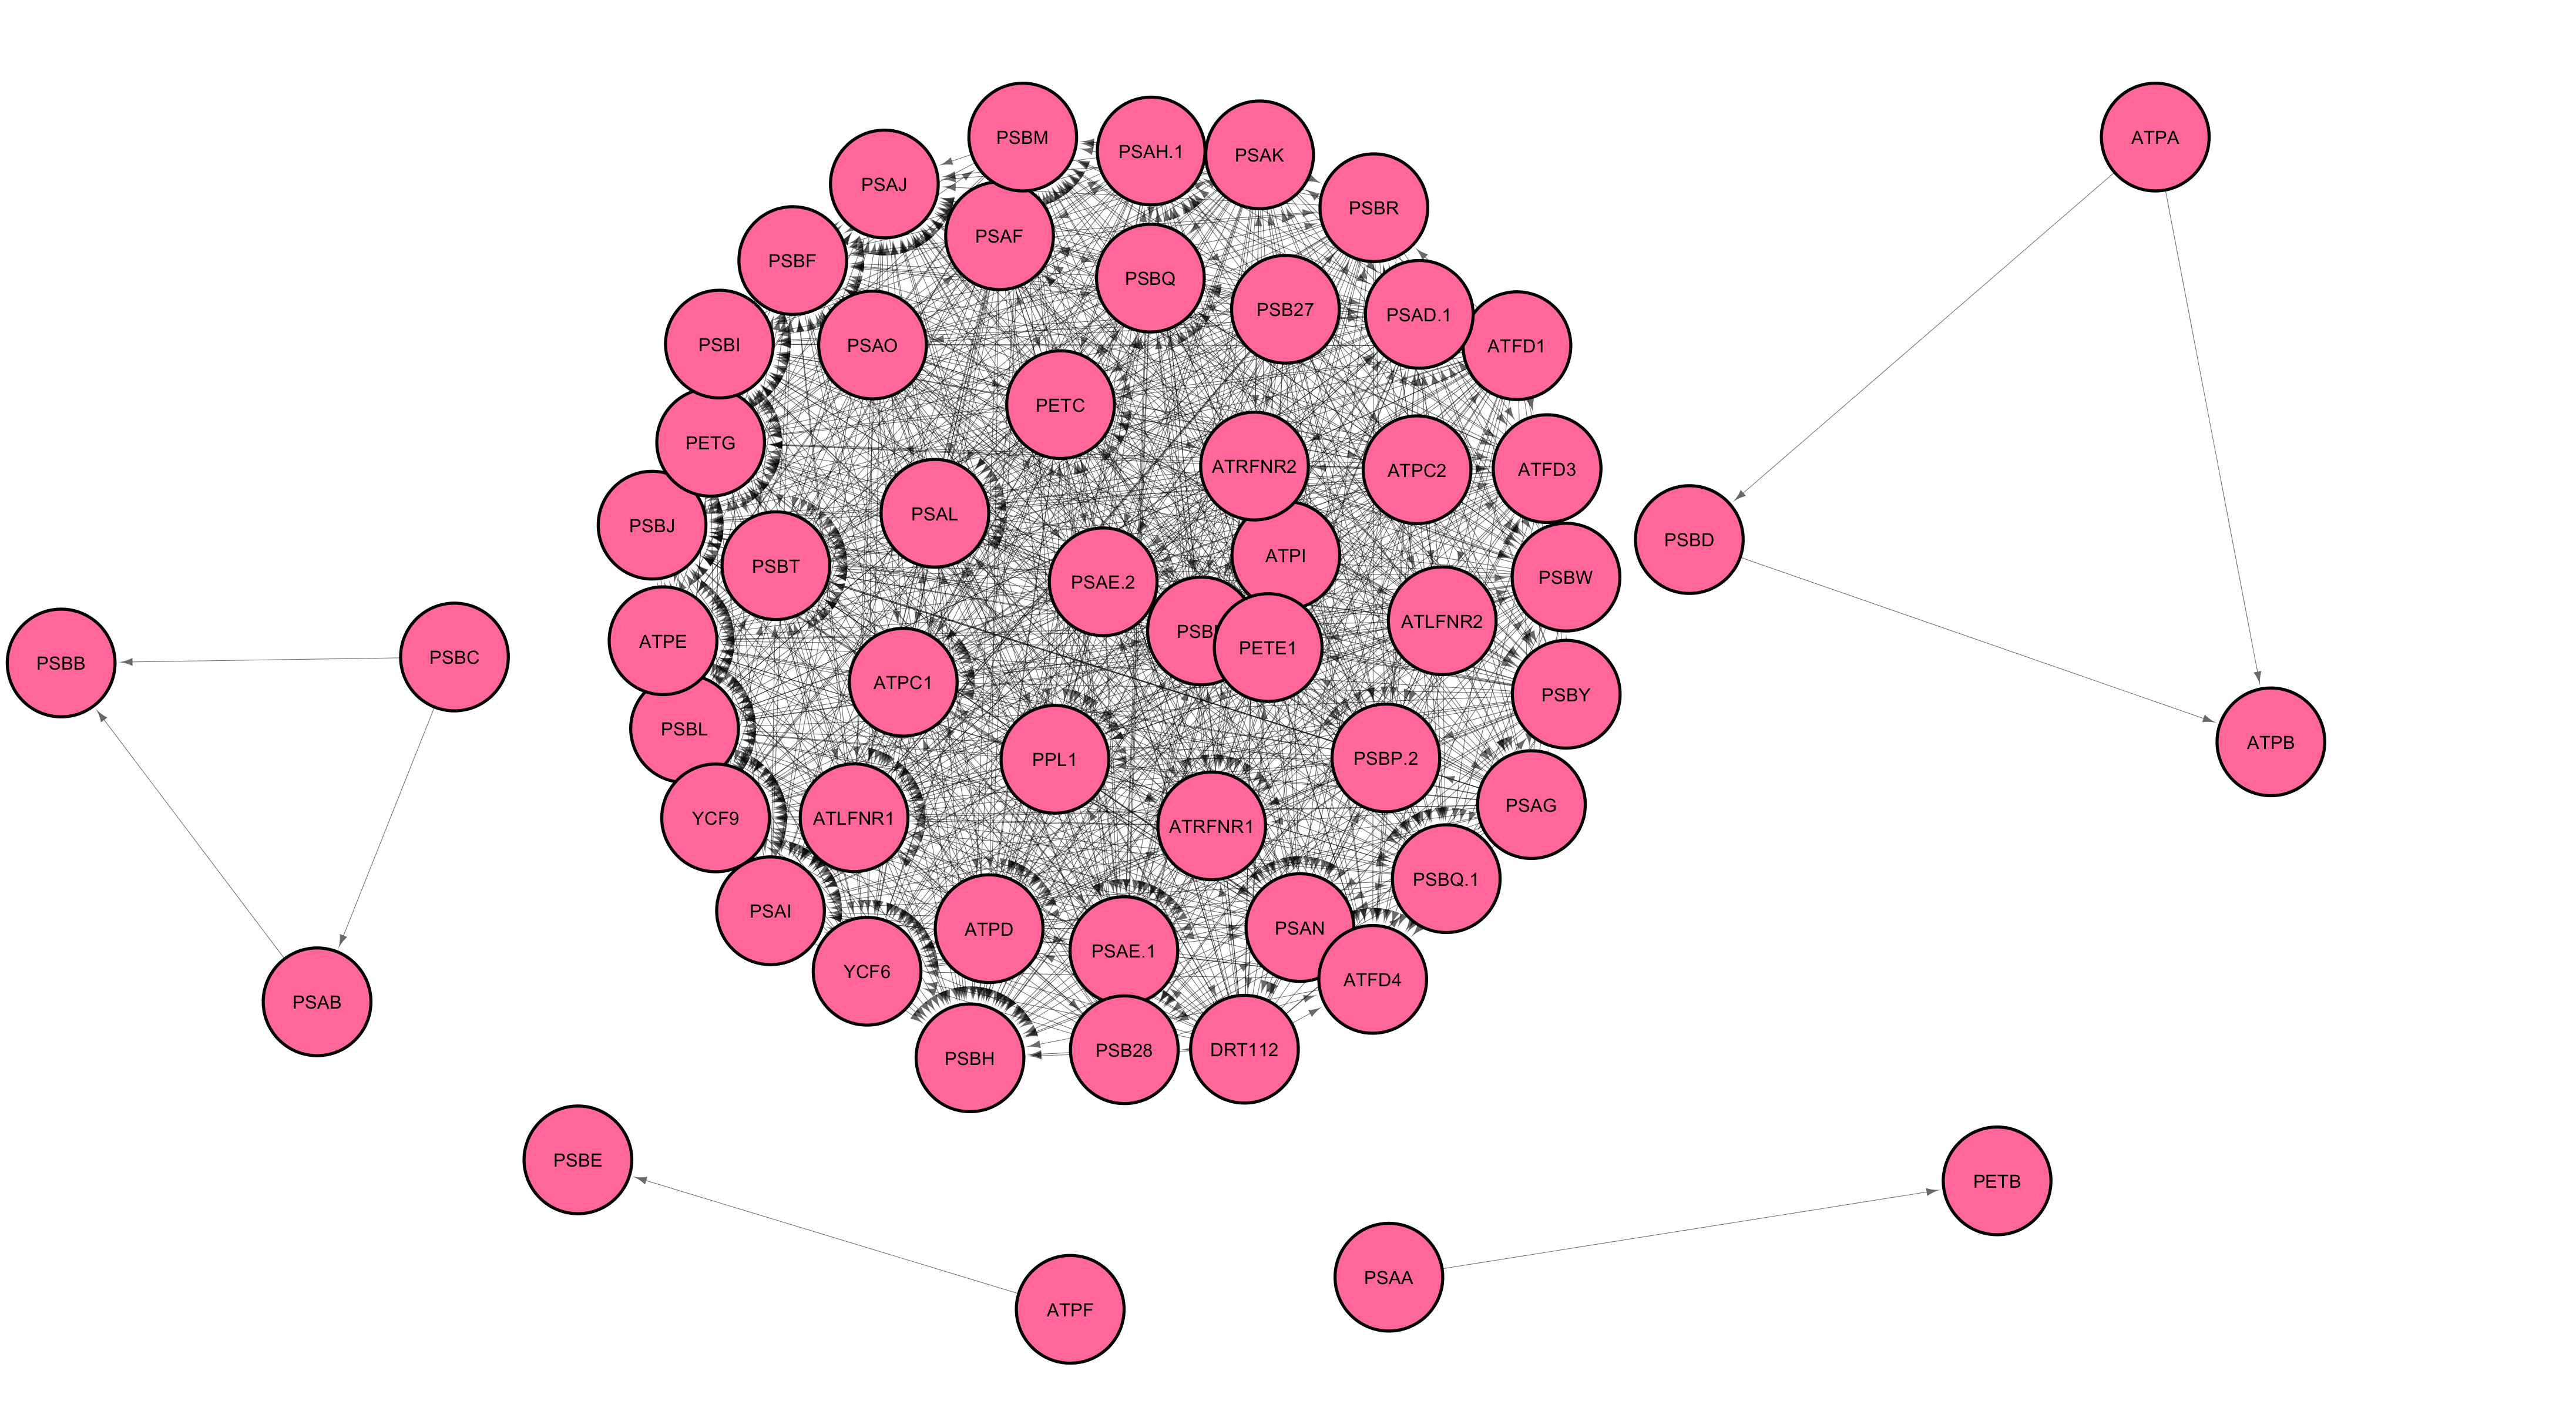 PSBM
PSAH.1
PSAK
ATPA
PSAJ
PSBR
PSAF
PSBF
PSBQ
PSB27
PSAD.1
PSBI
PSAO
ATFD1
PETC
PETG
ATRFNR2
ATPC2
ATFD3
PSAL
PSBJ
PSBD
ATPI
PSBT
PSBW
PSAE.2
ATLFNR2
PETE1
ATPE
PSBB
PSBC
ATPC1
PSBY
PSBL
ATPB
PPL1
PSBP.2
PSAG
YCF9
ATLFNR1
ATRFNR1
PSBQ.1
PSAI
ATPD
PSAN
PSAE.1
YCF6
ATFD4
PSAB
PSBH
PSB28
DRT112
PSBE
PETB
PSAA
ATPF